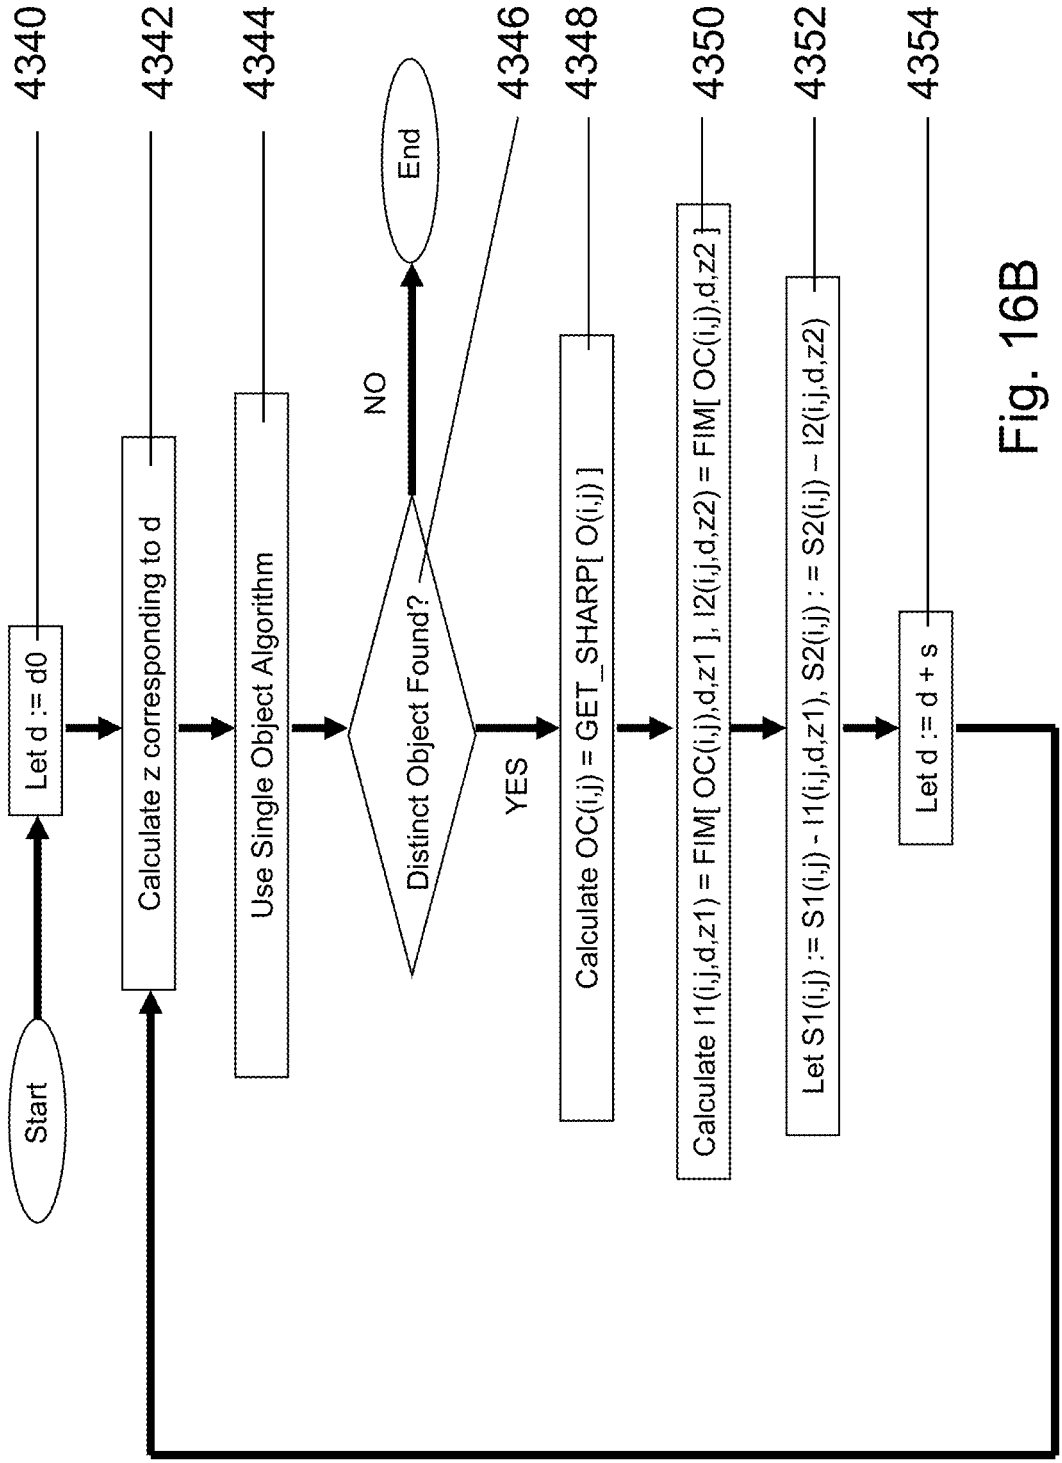 Start
Let d := d0
4340
Calculate z corresponding to d
4342
Use Single Object Algorithm
4344
Distinct Object Found?
NO
End
4346
YES
Calculate OC(i,j) = GET_SHARP[ O(i,j) ]
4348
Calculate I1(i,j,d,z1) = FIM[ OC(i,j),d,z1 ], I2(i,j,d,z2) = FIM[ OC(i,j),d,z2 ]
4350
Let S1(i,j) := S1(i,j) - I1(i,j,d,z1), S2(i,j) : = S2(i,j) – I2(i,j,d,z2)
4352
Let d := d + s
4354
Fig. 16B